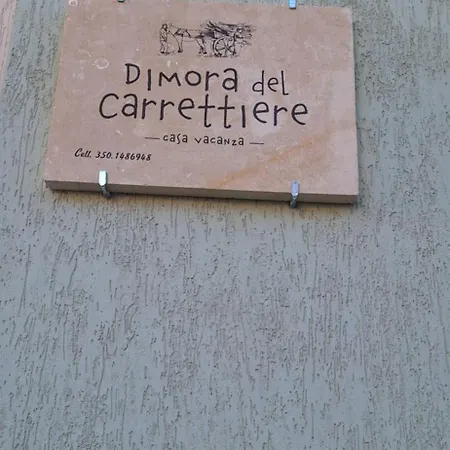 Dimora del
Carrettiere
— casa vacanza —
Cell. 350.1486948